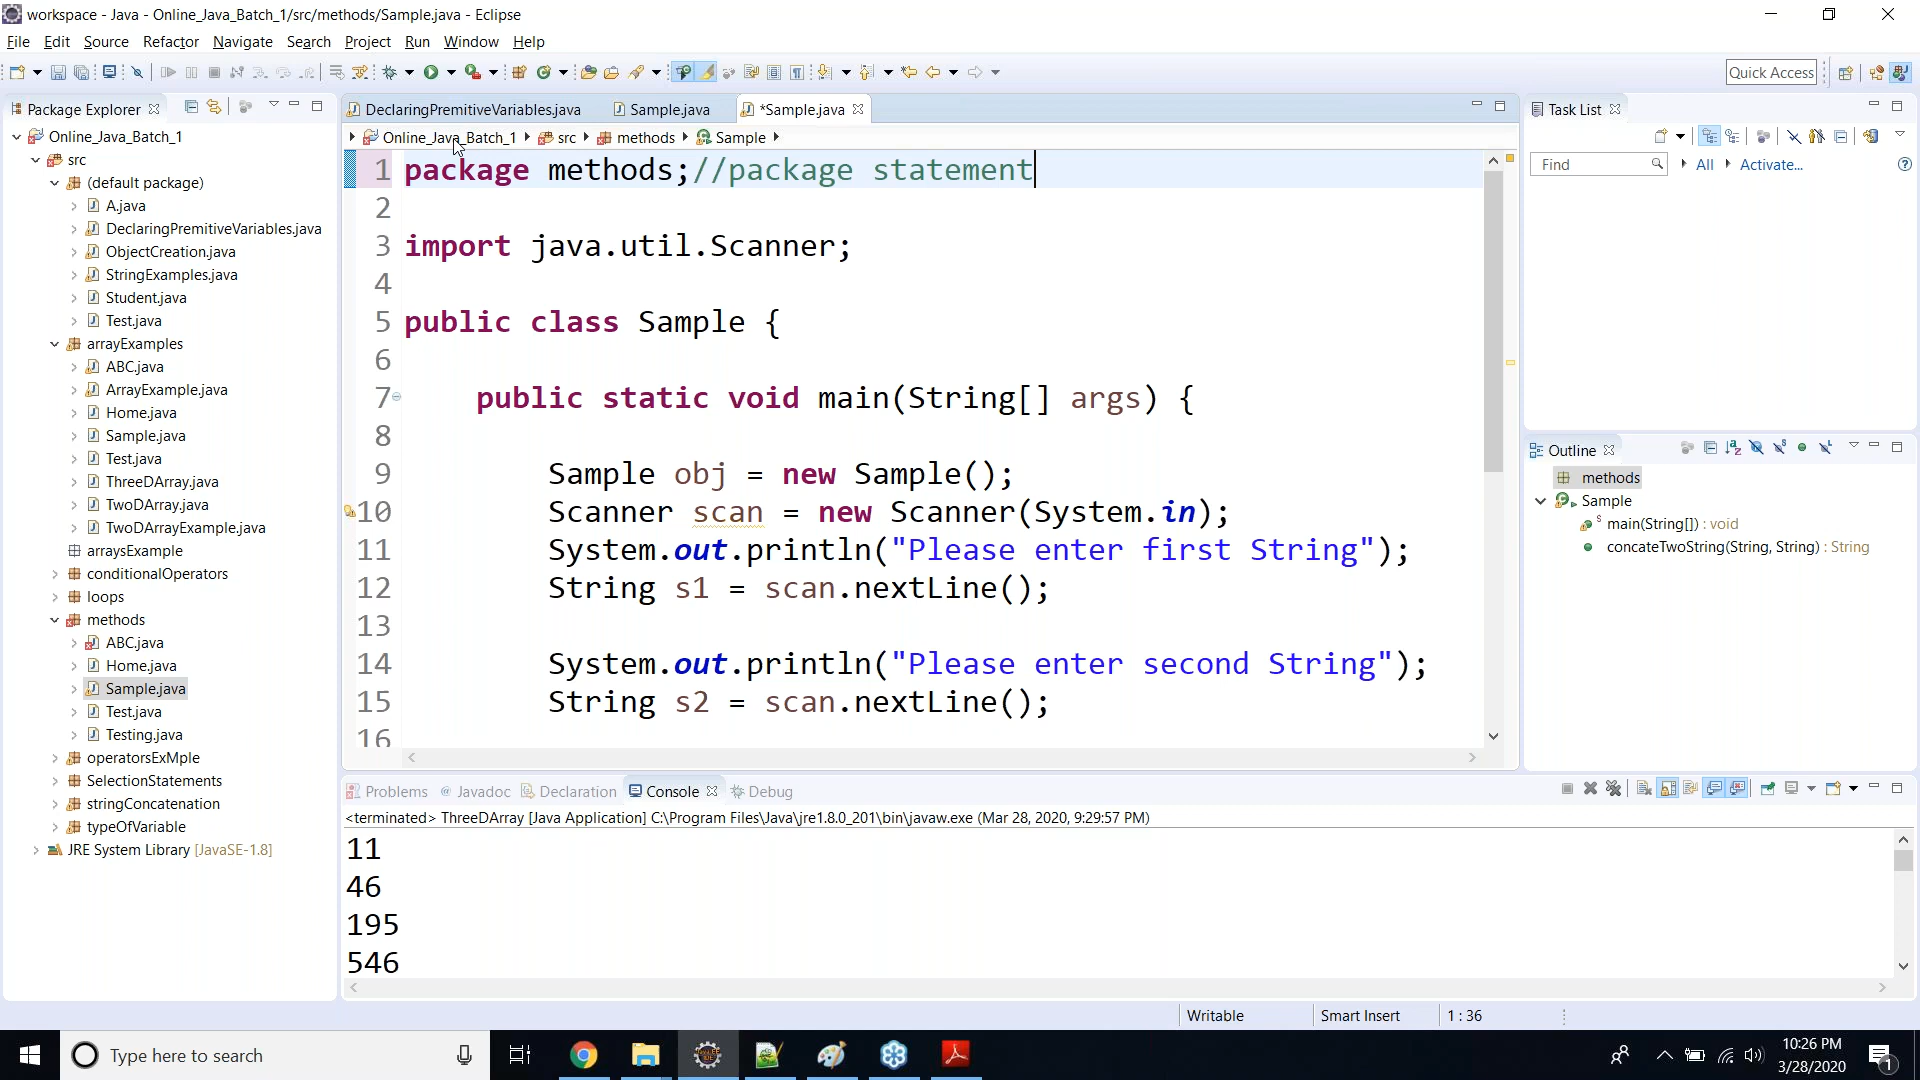 workspace - Java - Online_Java_Batch_1/src/methods/Sample.java - Eclipse
File Edit Source Refactor Navigate Search Project Run Window Help
Quick Access
Package Explorer
Online_Java_Batch_1
src
(default package)
A.java
DeclaringPremitiveVariables.java
ObjectCreation.java
StringExamples.java
Student.java
Test.java
arrayExamples
ABC.java
ArrayExample.java
Home.java
Sample.java
Test.java
ThreeDArray.java
TwoDArray.java
TwoDArrayExample.java
arraysExample
conditionalOperators
loops
methods
ABC.java
Home.java
Sample.java
Test.java
Testing.java
operatorsExMple
SelectionStatements
stringConcatenation
typeOfVariable
JRE System Library [JavaSE-1.8]
DeclaringPremitiveVariables.java Sample.java *Sample.java
Online_Java_Batch_1 src methods Sample
1 package methods;//package statement
2
3 import java.util.Scanner;
4
5 public class Sample {
6
7 public static void main(String[] args) {
8
9 Sample obj = new Sample();
10 Scanner scan = new Scanner(System.in);
11 System.out.println("Please enter first String");
12 String s1 = scan.nextLine();
13
14 System.out.println("Please enter second String");
15 String s2 = scan.nextLine();
16
Task List
Find All Activate...
Outline
methods
Sample
main(String[]) : void
concateTwoString(String, String) : String
Problems Javadoc Declaration Console Debug
<terminated> ThreeDArray [Java Application] C:\Program Files\Java\jre1.8.0_201\bin\javaw.exe (Mar 28, 2020, 9:29:57 PM)
11
46
195
546
Writable Smart Insert 1 : 36
Type here to search
10:26 PM
3/28/2020
1